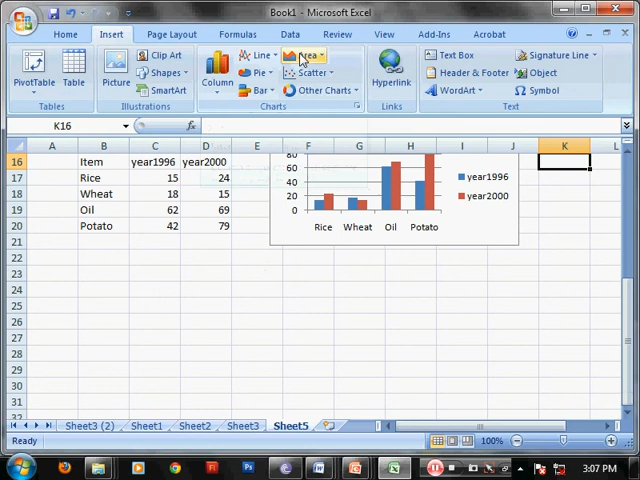 Book1 - Microsoft Excel
Home Insert Page Layout Formulas Data Review View Add-Ins Acrobat
PivotTable Table Picture Clip Art Shapes SmartArt Column Line Pie Bar Area Scatter Other Charts Hyperlink Text Box Header & Footer WordArt Signature Line Object Symbol
Tables Illustrations Charts Links Text
K16 fx
A B C D E F G H I J K L
16 Item year1996 year2000
17 Rice 15 24
18 Wheat 18 15
19 Oil 62 69
20 Potato 42 79
21
22
23
24
25
26
27
28
29
30
31
32
80
60
40
20
0
Rice Wheat Oil Potato
year1996
year2000
Sheet3 (2) Sheet1 Sheet2 Sheet3 Sheet5
Ready 100%
3:07 PM